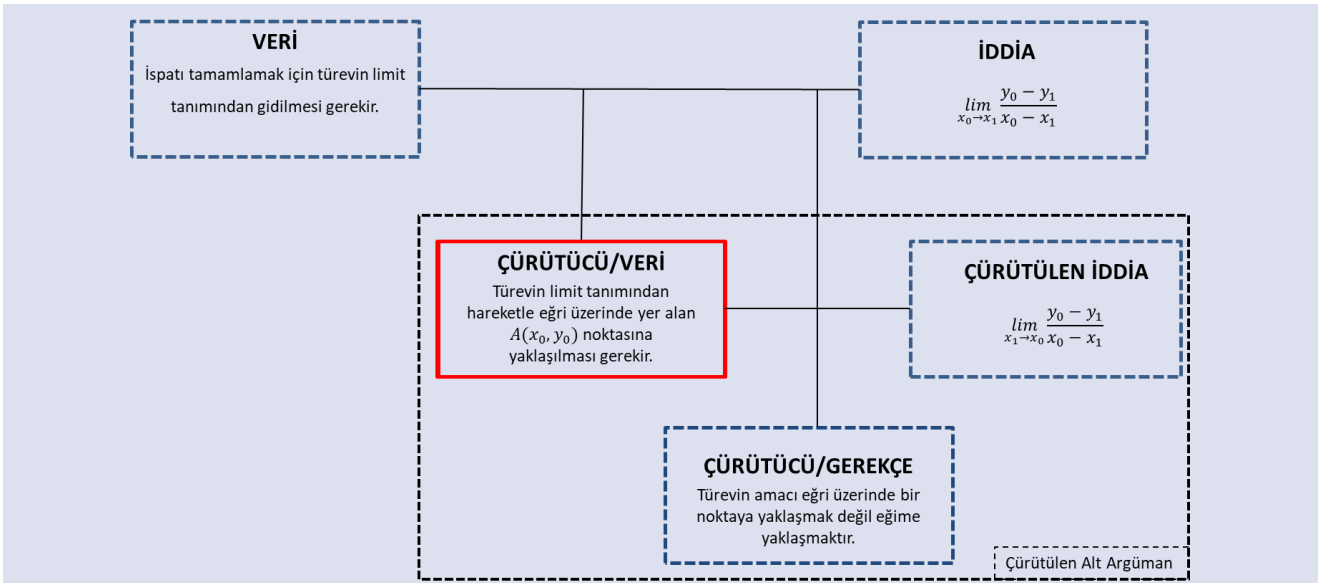 VERİ
İspatı tamamlamak için türevin limit
tanımından gidilmesi gerekir.
İDDİA
lim y₀ − y₁
x₀→x₁ x₀ − x₁
ÇÜRÜTÜCÜ/VERİ
Türevin limit tanımından
hareketle eğri üzerinde yer alan
A(x₀, y₀) noktasına
yaklaşılması gerekir.
ÇÜRÜTÜLEN İDDİA
lim y₀ − y₁
x₁→x₀ x₀ − x₁
ÇÜRÜTÜCÜ/GEREKÇE
Türevin amacı eğri üzerinde bir
noktaya yaklaşmak değil eğime
yaklaşmaktır.
Çürütülen Alt Argüman